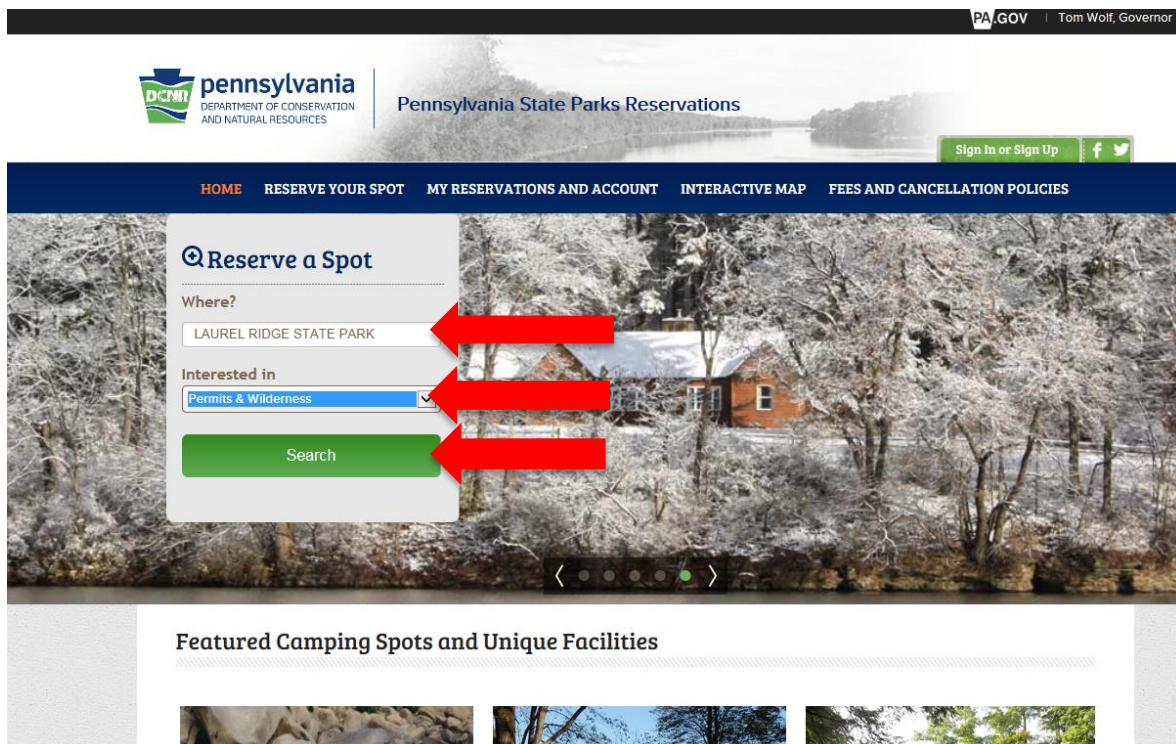 PA.GOV | Tom Wolf, Governor
DCNR
pennsylvania
DEPARTMENT OF CONSERVATION
AND NATURAL RESOURCES
Pennsylvania State Parks Reservations
Sign In or Sign Up
HOME RESERVE YOUR SPOT MY RESERVATIONS AND ACCOUNT INTERACTIVE MAP FEES AND CANCELLATION POLICIES
Reserve a Spot
Where?
LAUREL RIDGE STATE PARK
Interested in
Permits & Wilderness
Search
Featured Camping Spots and Unique Facilities